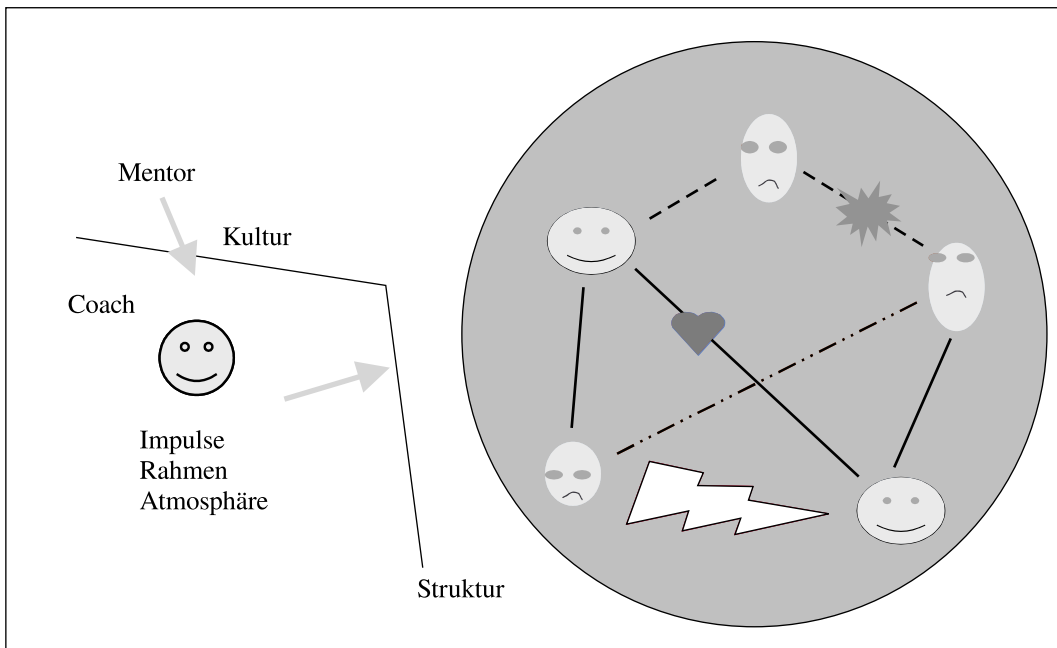 Mentor
Kultur
Coach
Impulse
Rahmen
Atmosphäre
Struktur